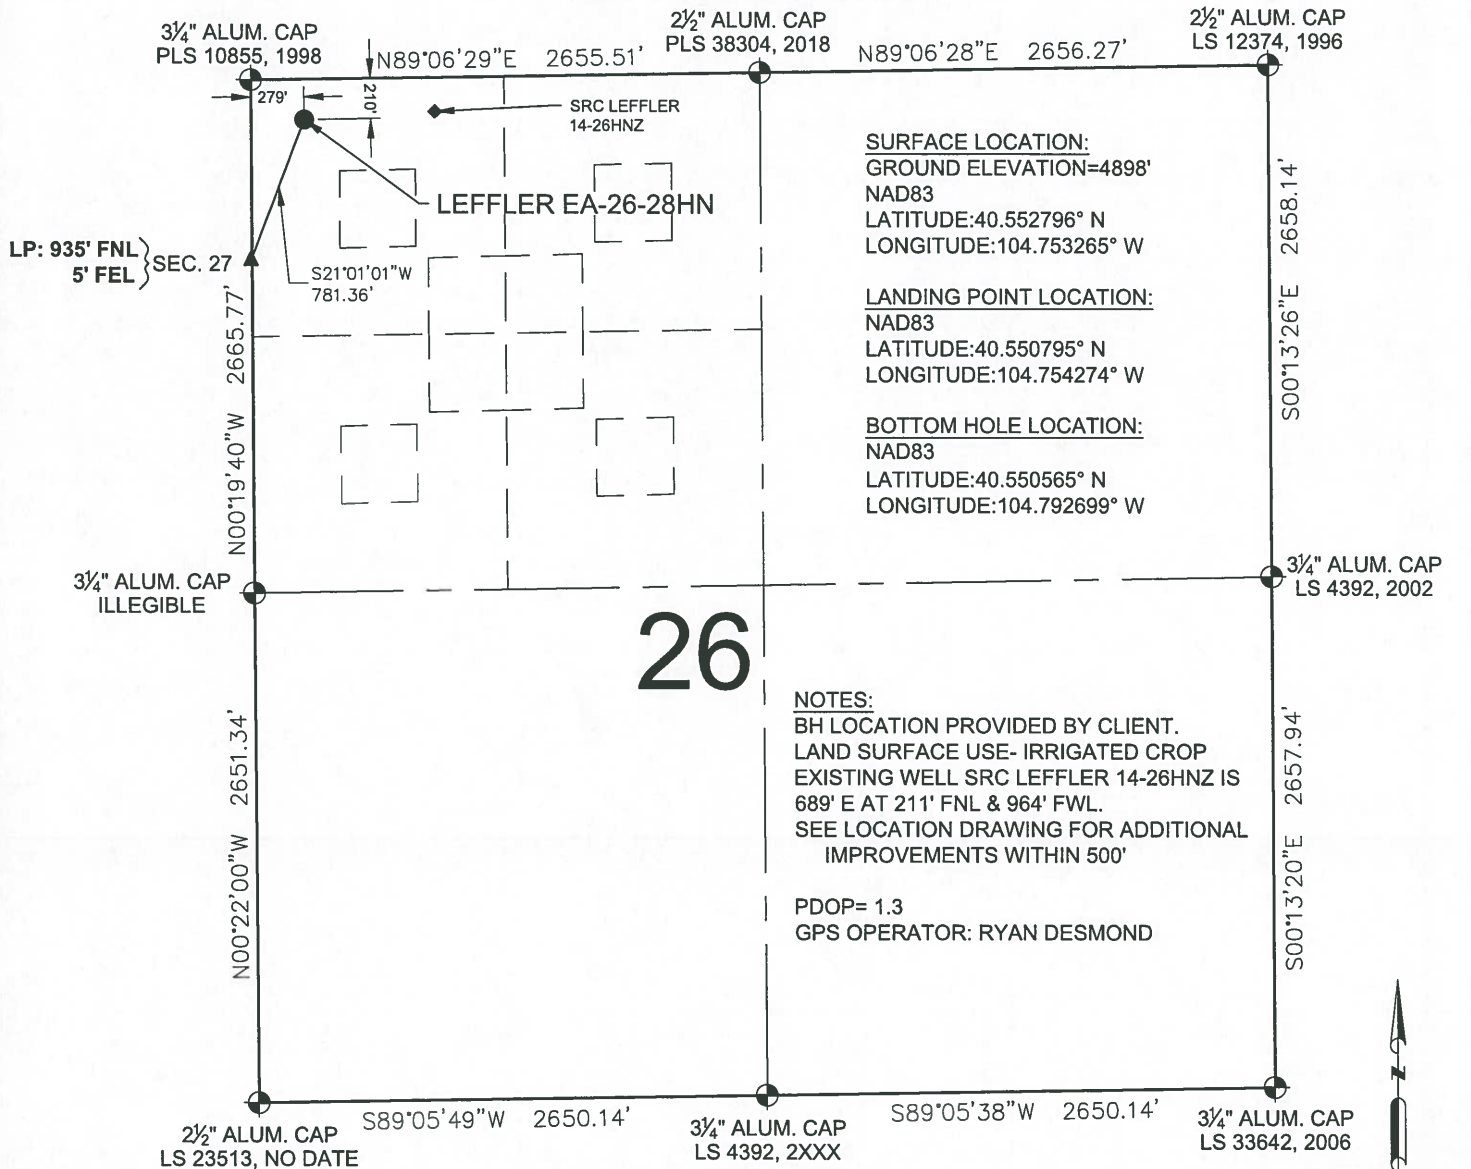 3¼" ALUM. CAP
PLS 10855, 1998
N89°06'29"E 2655.51'
2½" ALUM. CAP
PLS 38304, 2018
N89°06'28"E 2656.27'
2½" ALUM. CAP
LS 12374, 1996
279'
210'
SRC LEFFLER
14-26HNZ
LEFFLER EA-26-28HN
LP: 935' FNL
5' FEL
SEC. 27
S21°01'01"W
781.36'
N00°19'40"W 2665.77'
SURFACE LOCATION:
GROUND ELEVATION=4898'
NAD83
LATITUDE:40.552796° N
LONGITUDE:104.753265° W
LANDING POINT LOCATION:
NAD83
LATITUDE:40.550795° N
LONGITUDE:104.754274° W
BOTTOM HOLE LOCATION:
NAD83
LATITUDE:40.550565° N
LONGITUDE:104.792699° W
S00°13'26"E 2658.14'
3¼" ALUM. CAP
ILLEGIBLE
3¼" ALUM. CAP
LS 4392, 2002
26
N00°22'00"W 2651.34'
NOTES:
BH LOCATION PROVIDED BY CLIENT.
LAND SURFACE USE- IRRIGATED CROP
EXISTING WELL SRC LEFFLER 14-26HNZ IS
689' E AT 211' FNL & 964' FWL.
SEE LOCATION DRAWING FOR ADDITIONAL
IMPROVEMENTS WITHIN 500'
PDOP= 1.3
GPS OPERATOR: RYAN DESMOND
S00°13'20"E 2657.94'
N
2½" ALUM. CAP
LS 23513, NO DATE
S89°05'49"W 2650.14'
3¼" ALUM. CAP
LS 4392, 2XXX
S89°05'38"W 2650.14'
3¼" ALUM. CAP
LS 33642, 2006